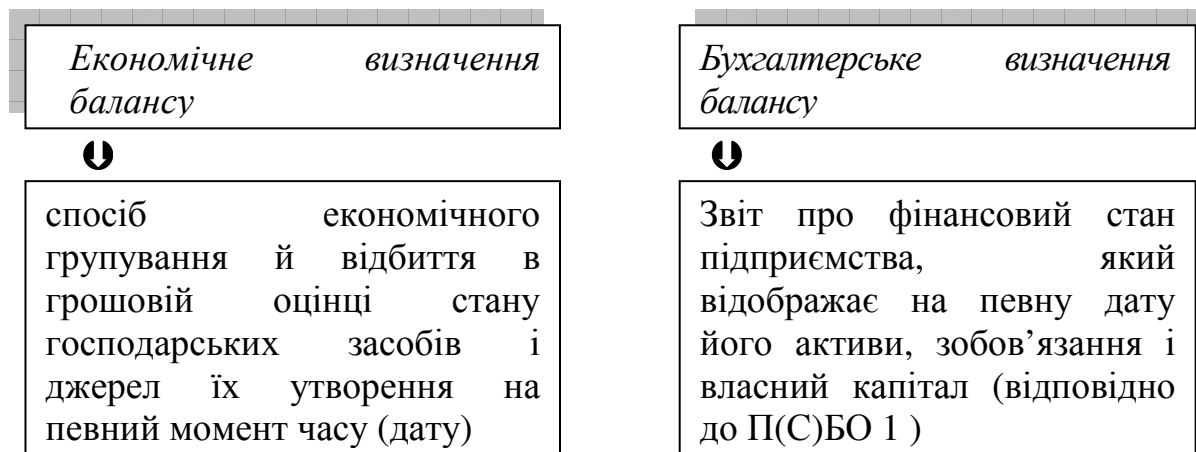 Економічне визначення
балансу
спосіб економічного
групування й відбиття в
грошовій оцінці стану
господарських засобів і
джерел їх утворення на
певний момент часу (дату)
Бухгалтерське визначення
балансу
Звіт про фінансовий стан
підприємства, який
відображає на певну дату
його активи, зобов’язання і
власний капітал (відповідно
до П(С)БО 1 )